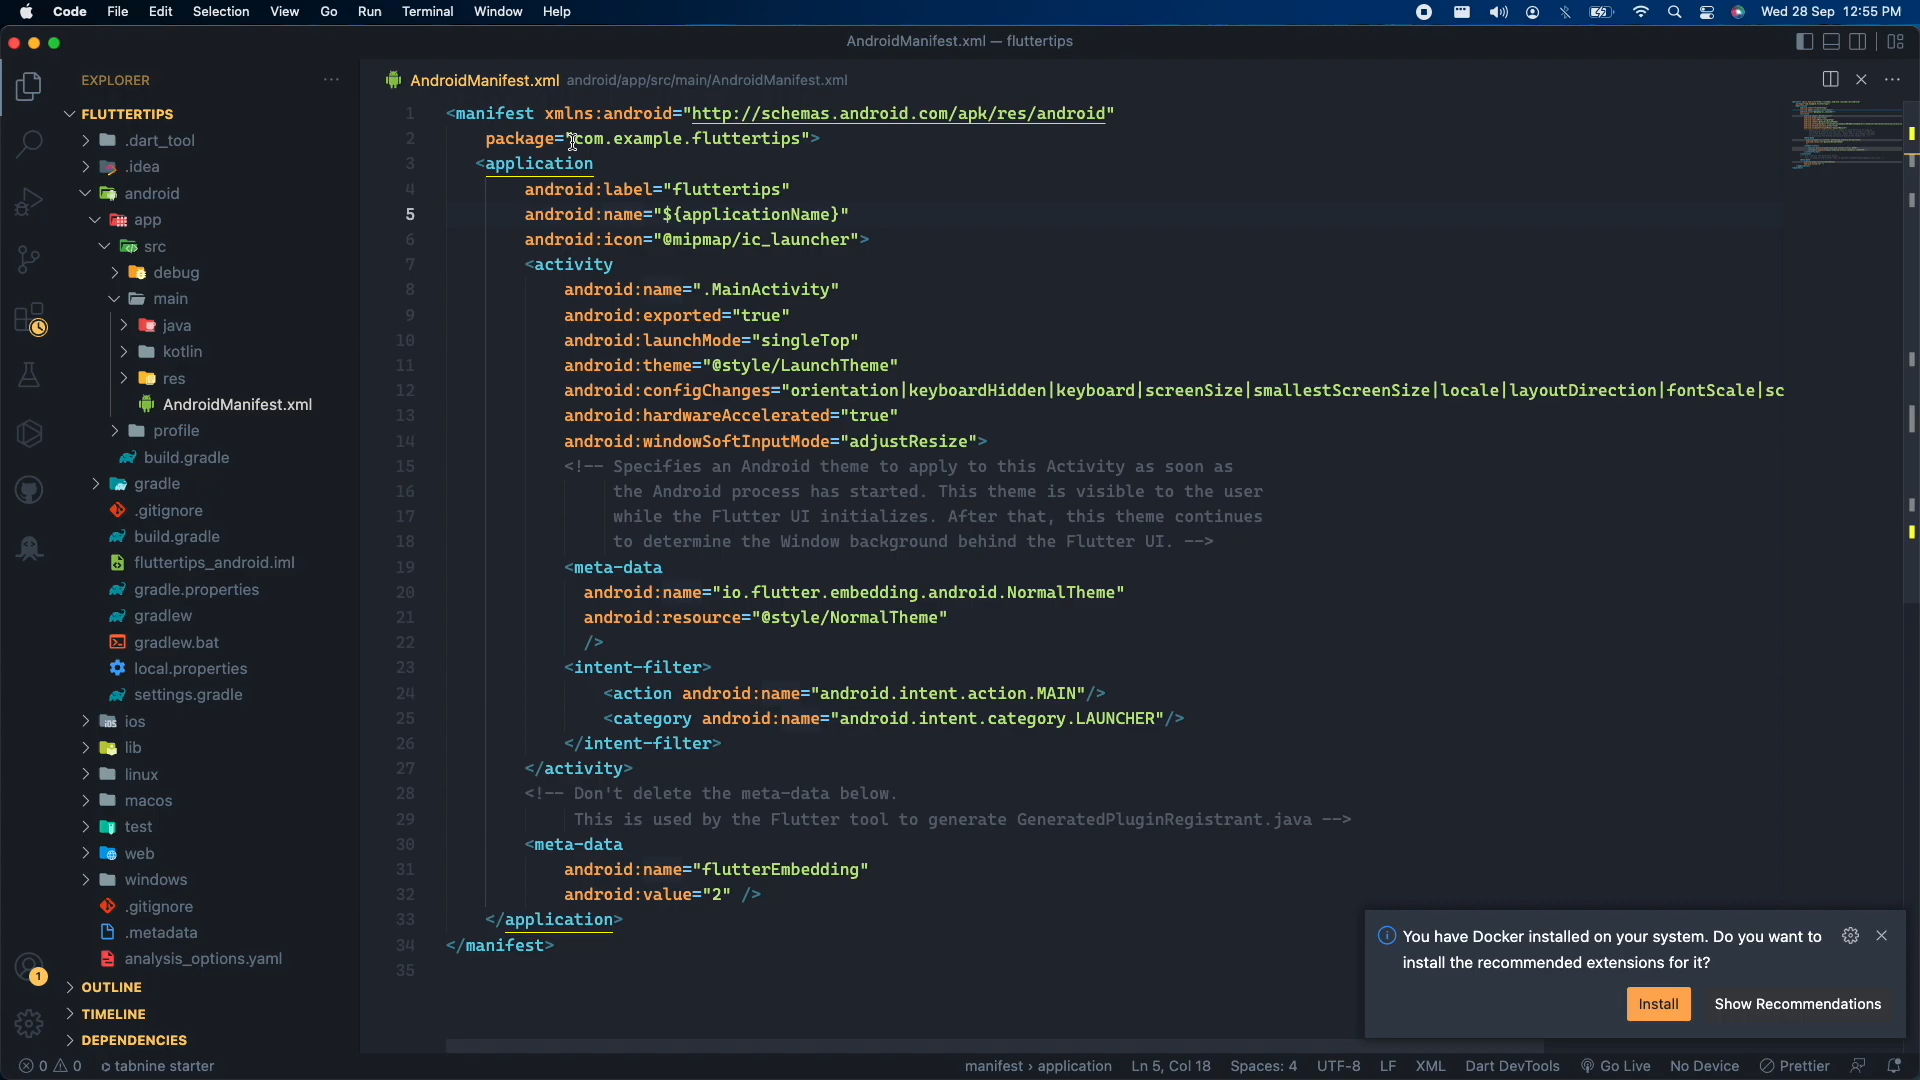 Code File Edit Selection View Go Run Terminal Window Help
Wed 28 Sep 12:55 PM
AndroidManifest.xml — fluttertips
EXPLORER
FLUTTERTIPS
.dart_tool
.idea
android
app
src
debug
main
java
kotlin
res
AndroidManifest.xml
profile
build.gradle
gradle
.gitignore
build.gradle
fluttertips_android.iml
gradle.properties
gradlew
gradlew.bat
local.properties
settings.gradle
ios
lib
linux
macos
test
web
windows
.gitignore
.metadata
analysis_options.yaml
OUTLINE
TIMELINE
DEPENDENCIES
1
AndroidManifest.xml android/app/src/main/AndroidManifest.xml
1 <manifest xmlns:android="http://schemas.android.com/apk/res/android"
2 package="com.example.fluttertips">
3 <application
4 android:label="fluttertips"
5 android:name="${applicationName}"
6 android:icon="@mipmap/ic_launcher">
7 <activity
8 android:name=".MainActivity"
9 android:exported="true"
10 android:launchMode="singleTop"
11 android:theme="@style/LaunchTheme"
12 android:configChanges="orientation|keyboardHidden|keyboard|screenSize|smallestScreenSize|locale|layoutDirection|fontScale|sc
13 android:hardwareAccelerated="true"
14 android:windowSoftInputMode="adjustResize">
15 <!-- Specifies an Android theme to apply to this Activity as soon as
16 the Android process has started. This theme is visible to the user
17 while the Flutter UI initializes. After that, this theme continues
18 to determine the Window background behind the Flutter UI. -->
19 <meta-data
20 android:name="io.flutter.embedding.android.NormalTheme"
21 android:resource="@style/NormalTheme"
22 />
23 <intent-filter>
24 <action android:name="android.intent.action.MAIN"/>
25 <category android:name="android.intent.category.LAUNCHER"/>
26 </intent-filter>
27 </activity>
28 <!-- Don't delete the meta-data below.
29 This is used by the Flutter tool to generate GeneratedPluginRegistrant.java -->
30 <meta-data
31 android:name="flutterEmbedding"
32 android:value="2" />
33 </application>
34 </manifest>
35
You have Docker installed on your system. Do you want to
install the recommended extensions for it?
Install Show Recommendations
0 0 tabnine starter manifest › application Ln 5, Col 18 Spaces: 4 UTF-8 LF XML Dart DevTools Go Live No Device Prettier